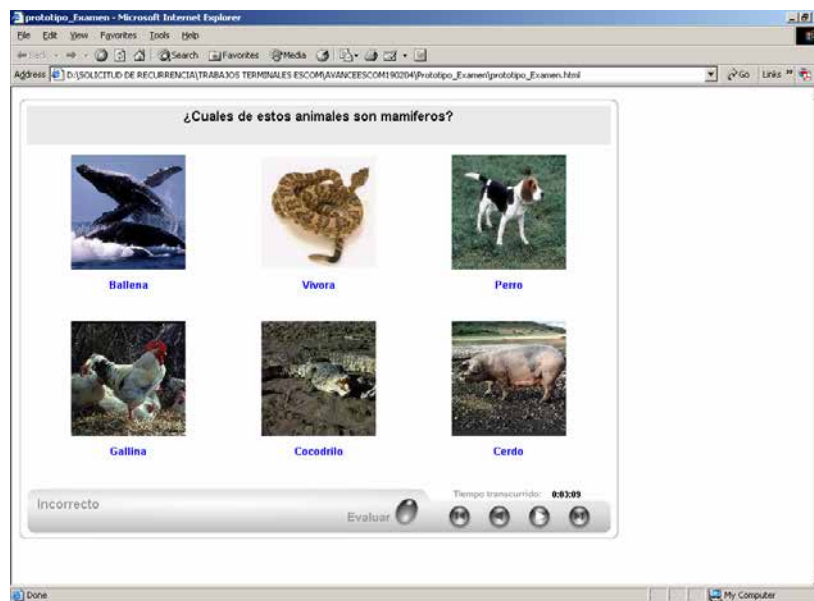 prototipo_Examen - Microsoft Internet Explorer
File Edit View Favorites Tools Help
Search Favorites Media
Address D:\SOLICITUD DE RECURRENCIA\TRABAJOS TERMINALES ESCOM\AVANCEESCOM190204\Prototipo_Examen\prototipo_Examen.html Go Links »
¿Cuales de estos animales son mamiferos?
Ballena Vivora Perro
Gallina Cocodrilo Cerdo
Tiempo transcurrido: 0:03:09
Incorrecto
Evaluar
Done My Computer